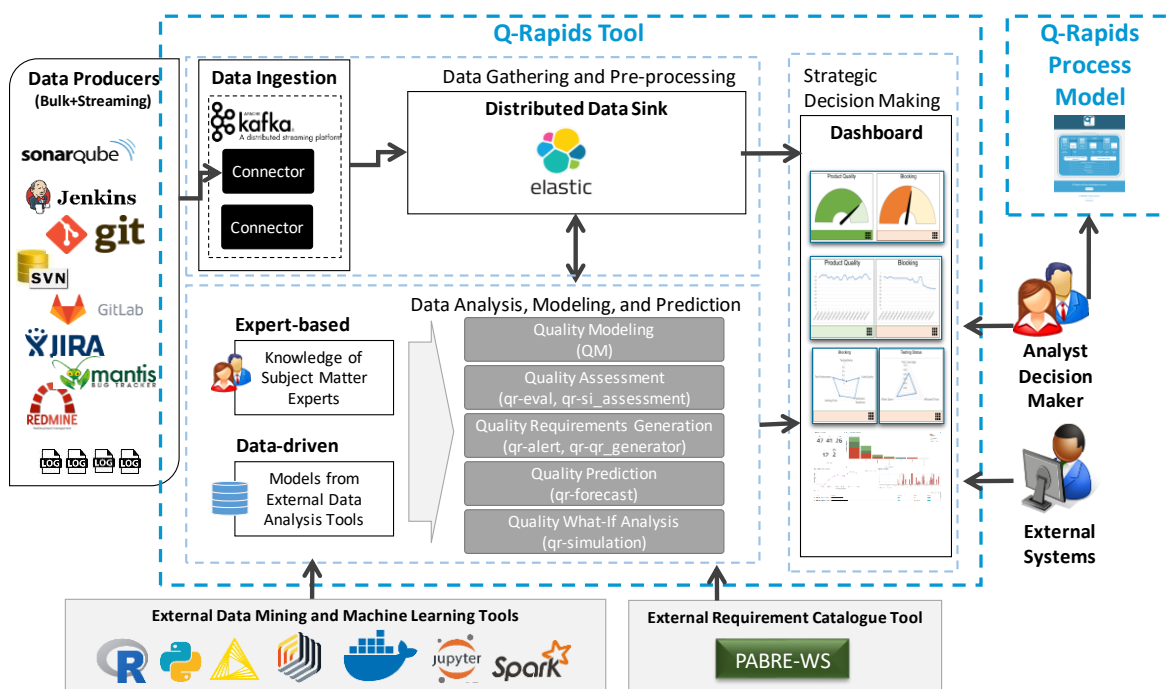 Q-Rapids Tool
Q-Rapids
Process
Model
Data Producers
(Bulk+Streaming)
sonarqube
Jenkins
git
SVN
GitLab
JIRA
mantis
BUG TRACKER
REDMINE
LOG
LOG
LOG
LOG
Data Ingestion
APACHE
kafka
A distributed streaming platform
Connector
Connector
Data Gathering and Pre-processing
Distributed Data Sink
elastic
Strategic
Decision Making
Dashboard
Product Quality
Blocking
Product Quality
Blocking
Blocking
Testing Status
Data Analysis, Modeling, and Prediction
Expert-based
Knowledge of
Subject Matter
Experts
Data-driven
Models from
External Data
Analysis Tools
Quality Modeling
(QM)
Quality Assessment
(qr-eval, qr-si_assessment)
Quality Requirements Generation
(qr-alert, qr-qr_generator)
Quality Prediction
(qr-forecast)
Quality What-If Analysis
(qr-simulation)
Analyst
Decision
Maker
External
Systems
External Data Mining and Machine Learning Tools
R
jupyter
Spark
External Requirement Catalogue Tool
PABRE-WS